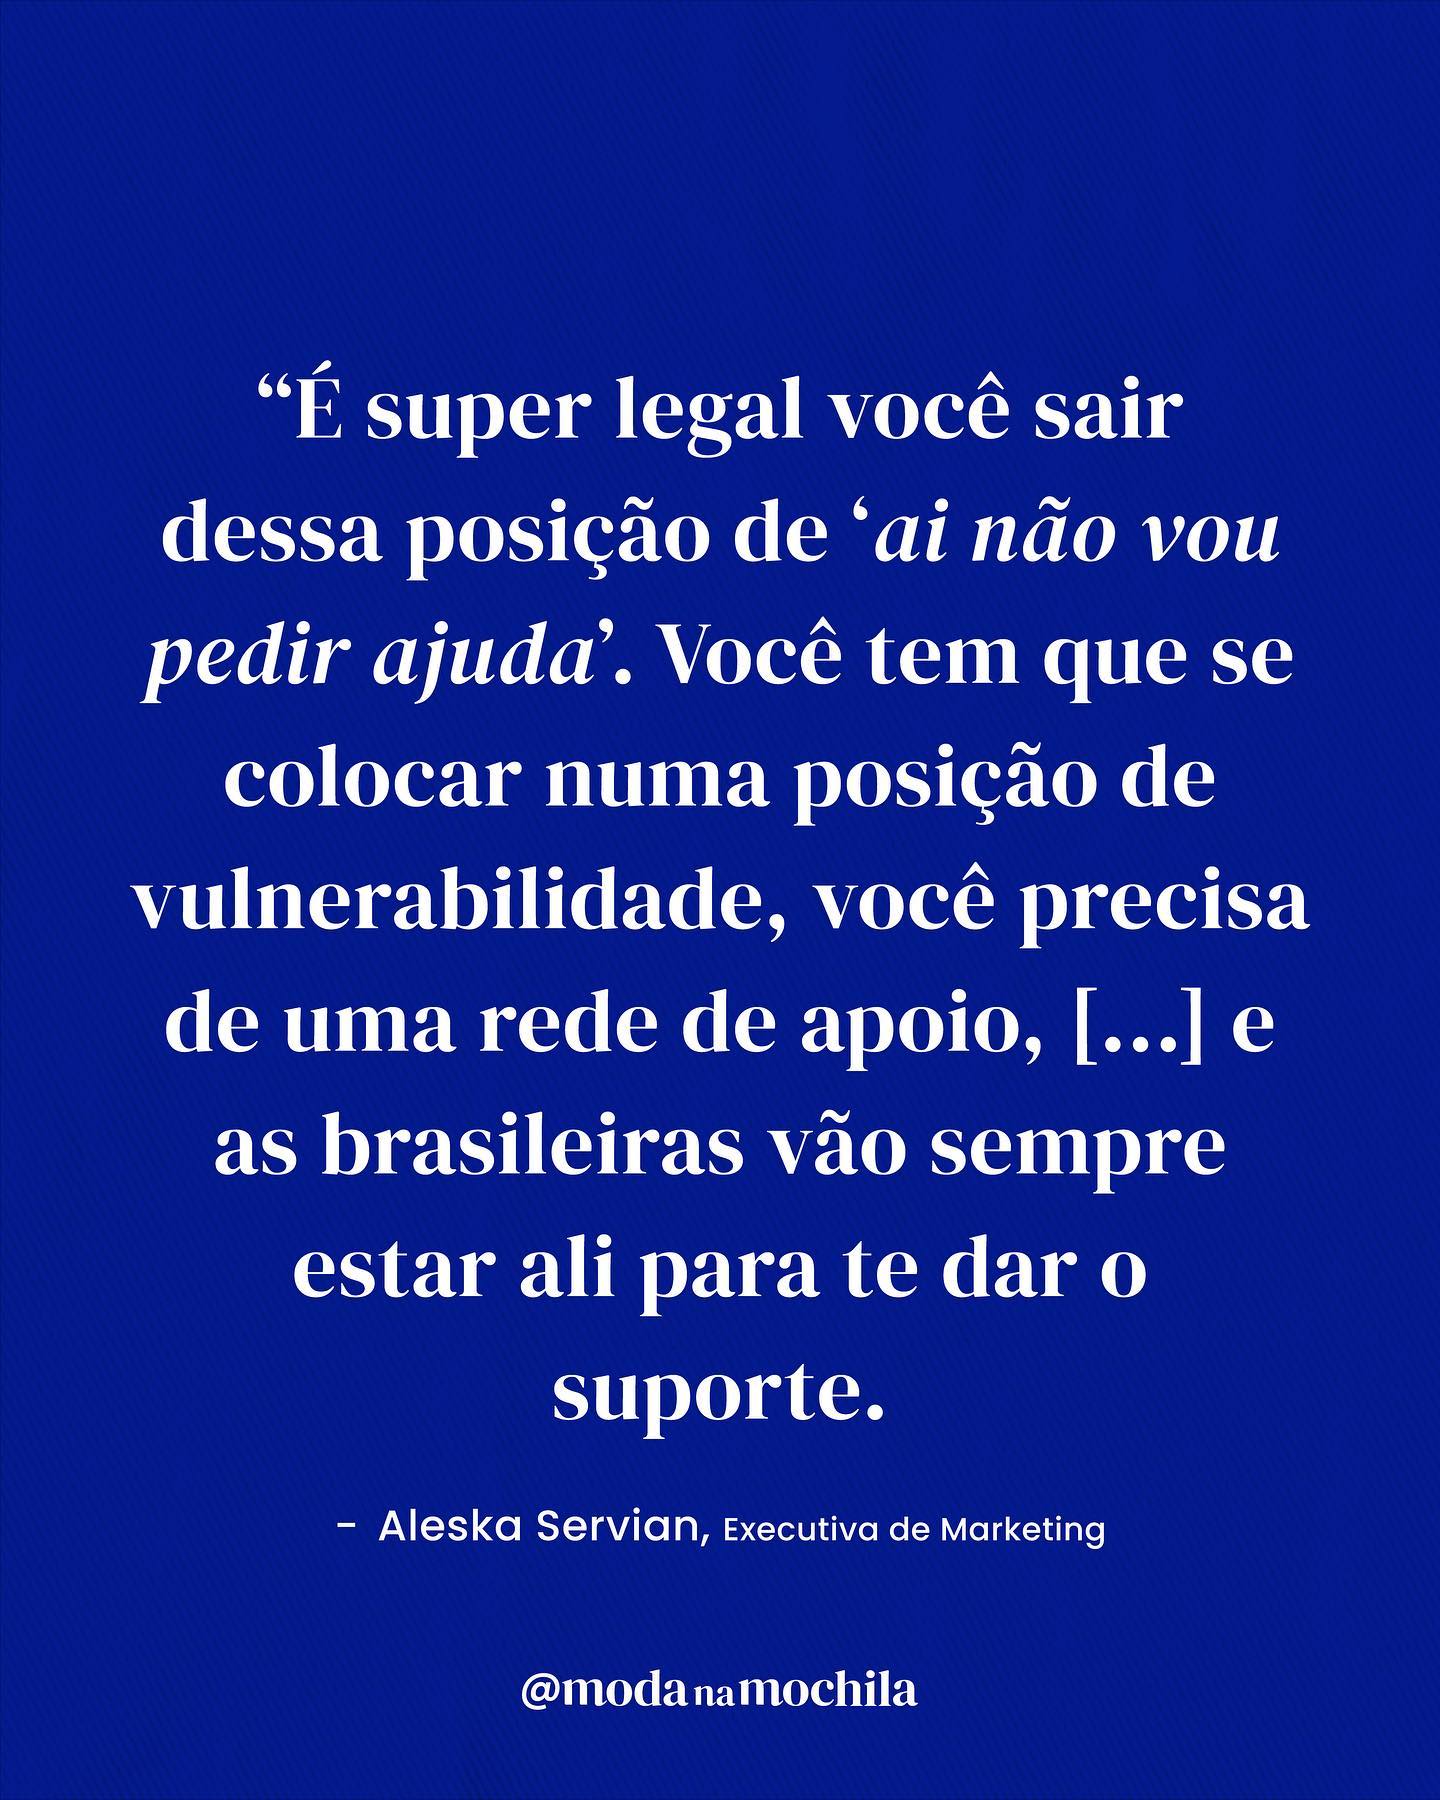 “É super legal você sair
dessa posição de ‘ai não vou
pedir ajuda’. Você tem que se
colocar numa posição de
vulnerabilidade, você precisa
de uma rede de apoio, [...] e
as brasileiras vão sempre
estar ali para te dar o
suporte.
- Aleska Servian, Executiva de Marketing
@modanamochila